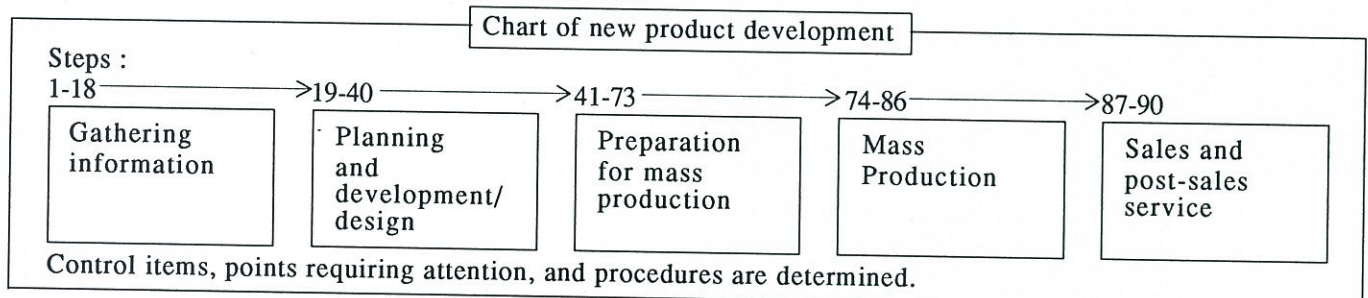 Chart of new product development
Steps :
1-18 19-40 41-73 74-86 87-90
Gathering
information
Planning
and
development/
design
Preparation
for mass
production
Mass
Production
Sales and
post-sales
service
Control items, points requiring attention, and procedures are determined.